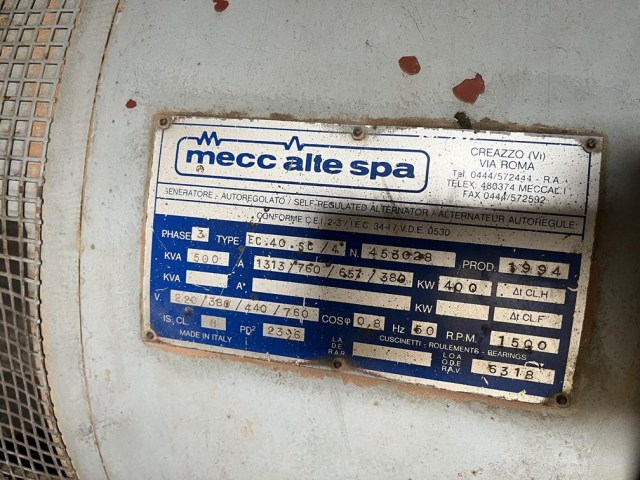 mecc alte spa
CREAZZO (VI)
VIA ROMA
Tel. 0444/572444 - R.A.
TELEX 480374 MECCAL I
FAX 0444/572592
GENERATORE - AUTOREGOLATO / SELF-REGULATED ALTERNATOR / ALTERNATEUR AUTOREGULE
CONFORME C.E.I. 2-3 / I.E.C. 34-1 / V.D.E. 0530
PHASE 3 TYPE EC.40.SC /4 N. 453028 PROD. 1994
KVA 500 A 1313/760/657/380 KW 400 Δt CL.H
KVA A KW Δt CL.F
V. 220/380/440/760 COSφ 0,8 Hz 50 R.P.M. 1500
IS. CL. H PD² CUSCINETTI - ROULEMENTS - BEARINGS
MADE IN ITALY L.A. D.E. R.AR. L.O.A. O.D.E. R.A.V. 6318